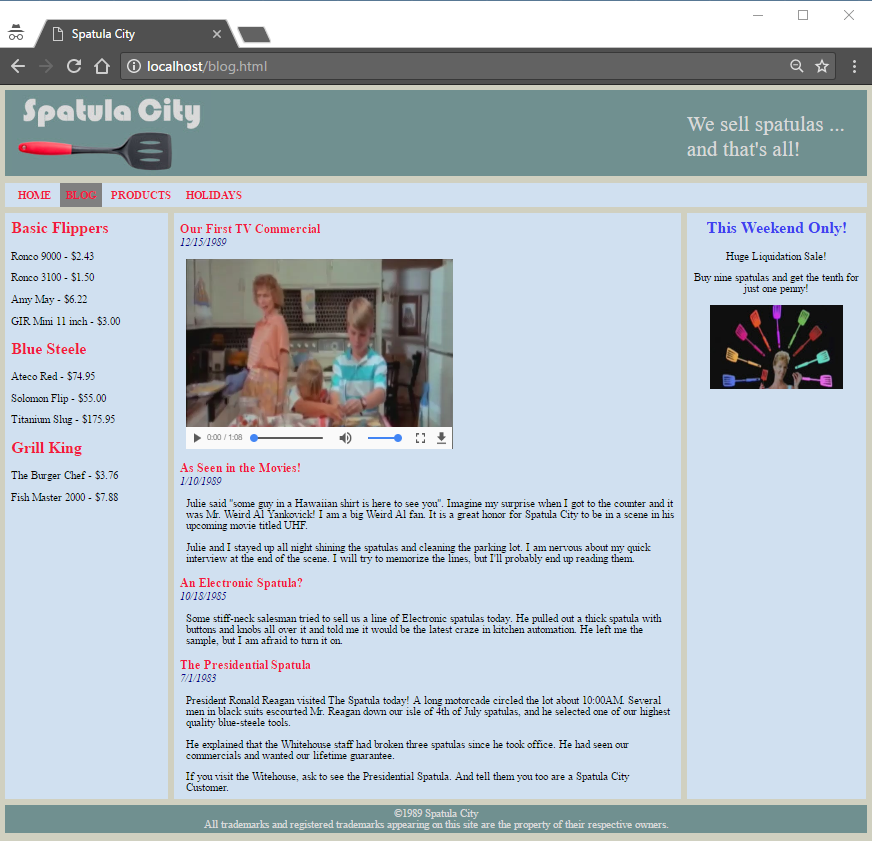 Spatula City
localhost/blog.html
Spatula City
We sell spatulas ...
and that's all!
HOME BLOG PRODUCTS HOLIDAYS
Basic Flippers
Ronco 9000 - $2.43
Ronco 3100 - $1.50
Amy May - $6.22
GIR Mini 11 inch - $3.00
Blue Steele
Ateco Red - $74.95
Solomon Flip - $55.00
Titanium Slug - $175.95
Grill King
The Burger Chef - $3.76
Fish Master 2000 - $7.88
Our First TV Commercial
12/15/1989
0:00 / 1:08
As Seen in the Movies!
1/10/1989
Julie said "some guy in a Hawaiian shirt is here to see you". Imagine my surprise when I got to the counter and it
was Mr. Weird Al Yankovick! I am a big Weird Al fan. It is a great honor for Spatula City to be in a scene in his
upcoming movie titled UHF.
Julie and I stayed up all night shining the spatulas and cleaning the parking lot. I am nervous about my quick
interview at the end of the scene. I will try to memorize the lines, but I'll probably end up reading them.
An Electronic Spatula?
10/18/1985
Some stiff-neck salesman tried to sell us a line of Electronic spatulas today. He pulled out a thick spatula with
buttons and knobs all over it and told me it would be the latest craze in kitchen automation. He left me the
sample, but I am afraid to turn it on.
The Presidential Spatula
7/1/1983
President Ronald Reagan visited The Spatula today! A long motorcade circled the lot about 10:00AM. Several
men in black suits escourted Mr. Reagan down our isle of 4th of July spatulas, and he selected one of our highest
quality blue-steele tools.
He explained that the Whitehouse staff had broken three spatulas since he took office. He had seen our
commercials and wanted our lifetime guarantee.
If you visit the Witehouse, ask to see the Presidential Spatula. And tell them you too are a Spatula City
Customer.
This Weekend Only!
Huge Liquidation Sale!
Buy nine spatulas and get the tenth for
just one penny!
©1989 Spatula City
All trademarks and registered trademarks appearing on this site are the property of their respective owners.